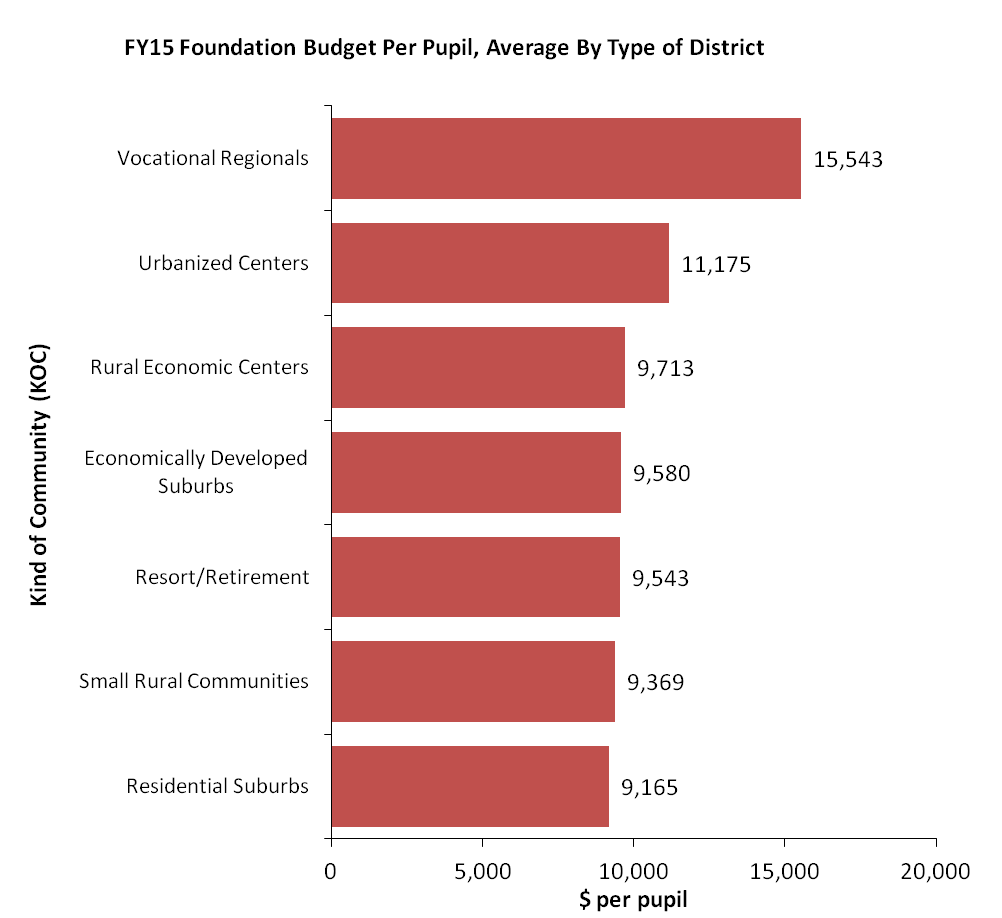 FY15 Foundation Budget Per Pupil, Average By Type of District
Kind of Community (KOC)
Vocational Regionals
15,543
Urbanized Centers
11,175
Rural Economic Centers
9,713
Economically Developed
Suburbs
9,580
Resort/Retirement
9,543
Small Rural Communities
9,369
Residential Suburbs
9,165
0 5,000 10,000 15,000 20,000
$ per pupil